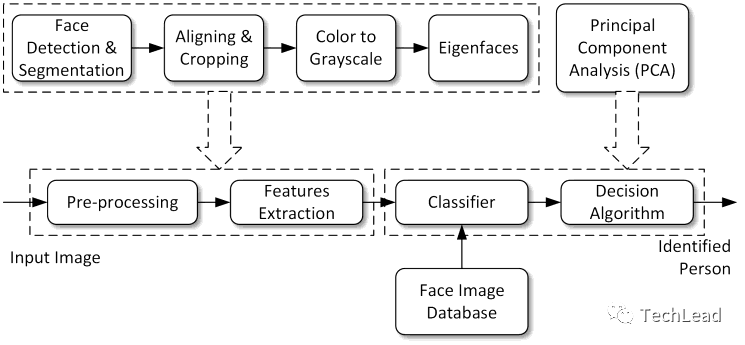 Face
Detection &
Segmentation
Aligning &
Cropping
Color to
Grayscale
Eigenfaces
Principal
Component
Analysis (PCA)
Pre-processing
Features
Extraction
Classifier
Decision
Algorithm
Input Image
Identified
Person
Face Image
Database
TechLead